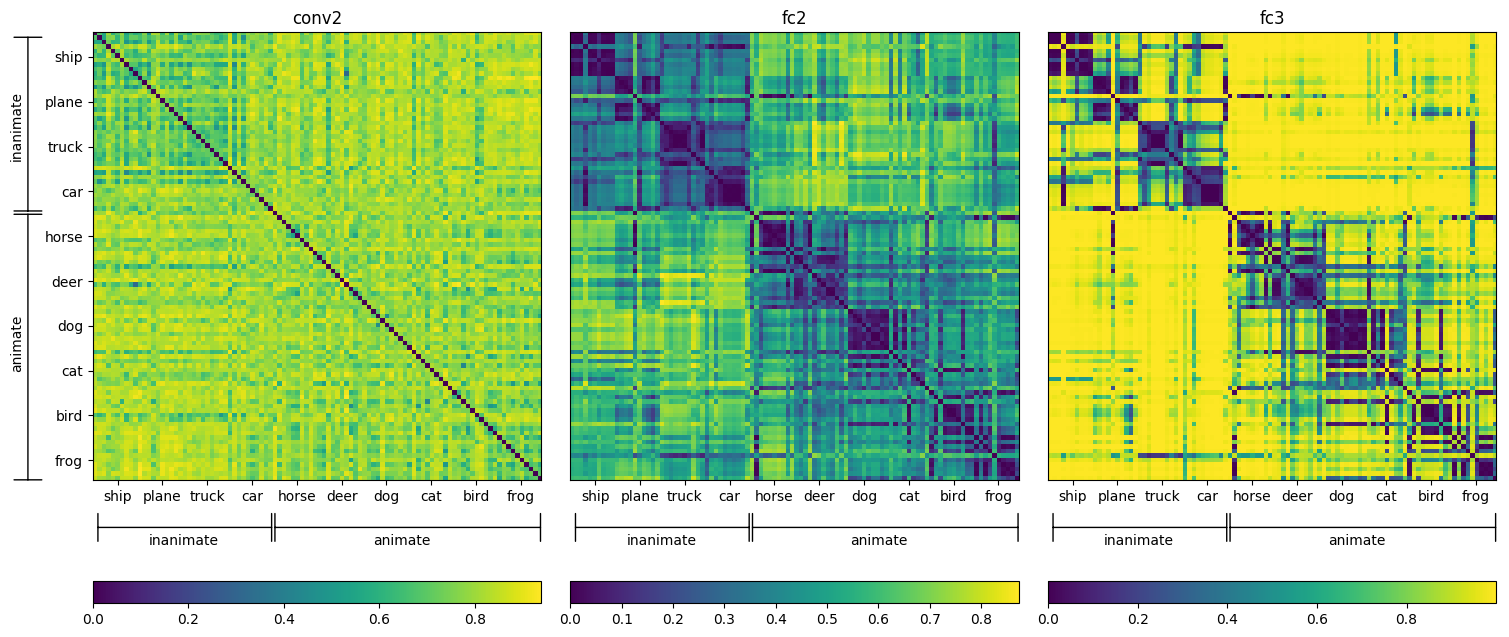 conv2 fc2 fc3
ship
plane
truck
car
horse
deer
dog
cat
bird
frog
inanimate
animate
ship plane truck car horse deer dog cat bird frog
ship plane truck car horse deer dog cat bird frog
ship plane truck car horse deer dog cat bird frog
inanimate animate
inanimate animate
inanimate animate
0.0 0.2 0.4 0.6 0.8
0.0 0.1 0.2 0.3 0.4 0.5 0.6 0.7 0.8
0.0 0.2 0.4 0.6 0.8